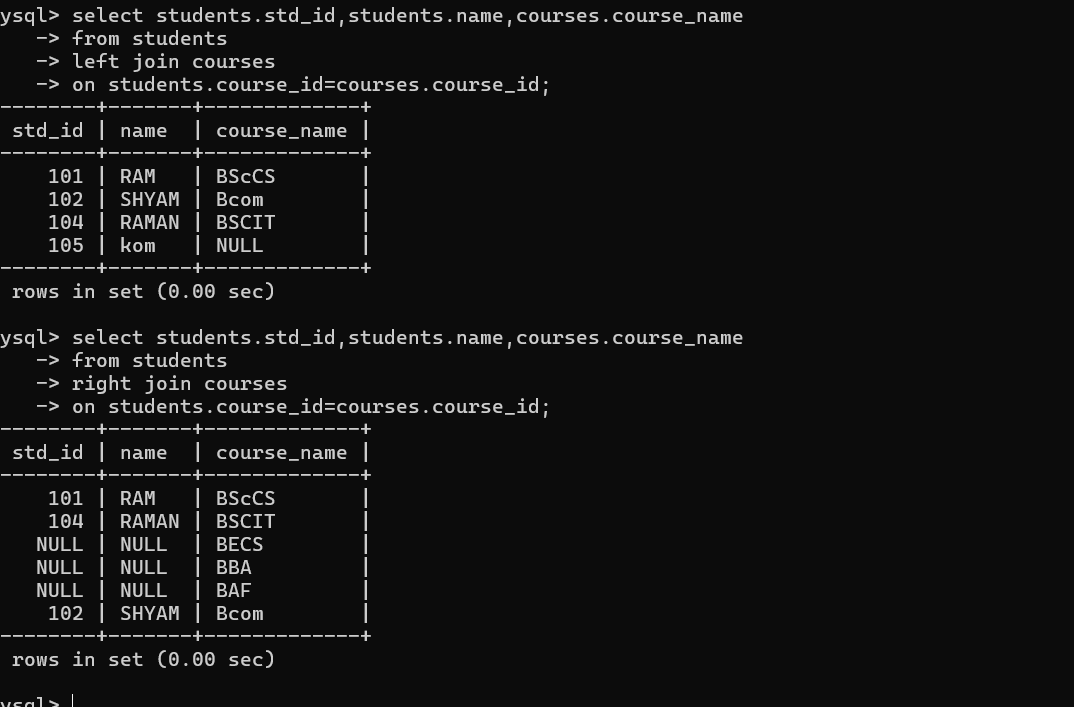 ysql> select students.std_id,students.name,courses.course_name
   -> from students
   -> left join courses
   -> on students.course_id=courses.course_id;
--------+-------+-------------+
 std_id | name  | course_name |
--------+-------+-------------+
    101 | RAM   | BScCS       |
    102 | SHYAM | Bcom        |
    104 | RAMAN | BSCIT       |
    105 | kom   | NULL        |
--------+-------+-------------+
 rows in set (0.00 sec)

ysql> select students.std_id,students.name,courses.course_name
   -> from students
   -> right join courses
   -> on students.course_id=courses.course_id;
--------+-------+-------------+
 std_id | name  | course_name |
--------+-------+-------------+
    101 | RAM   | BScCS       |
    104 | RAMAN | BSCIT       |
   NULL | NULL  | BECS        |
   NULL | NULL  | BBA         |
   NULL | NULL  | BAF         |
    102 | SHYAM | Bcom        |
--------+-------+-------------+
 rows in set (0.00 sec)

ysql>